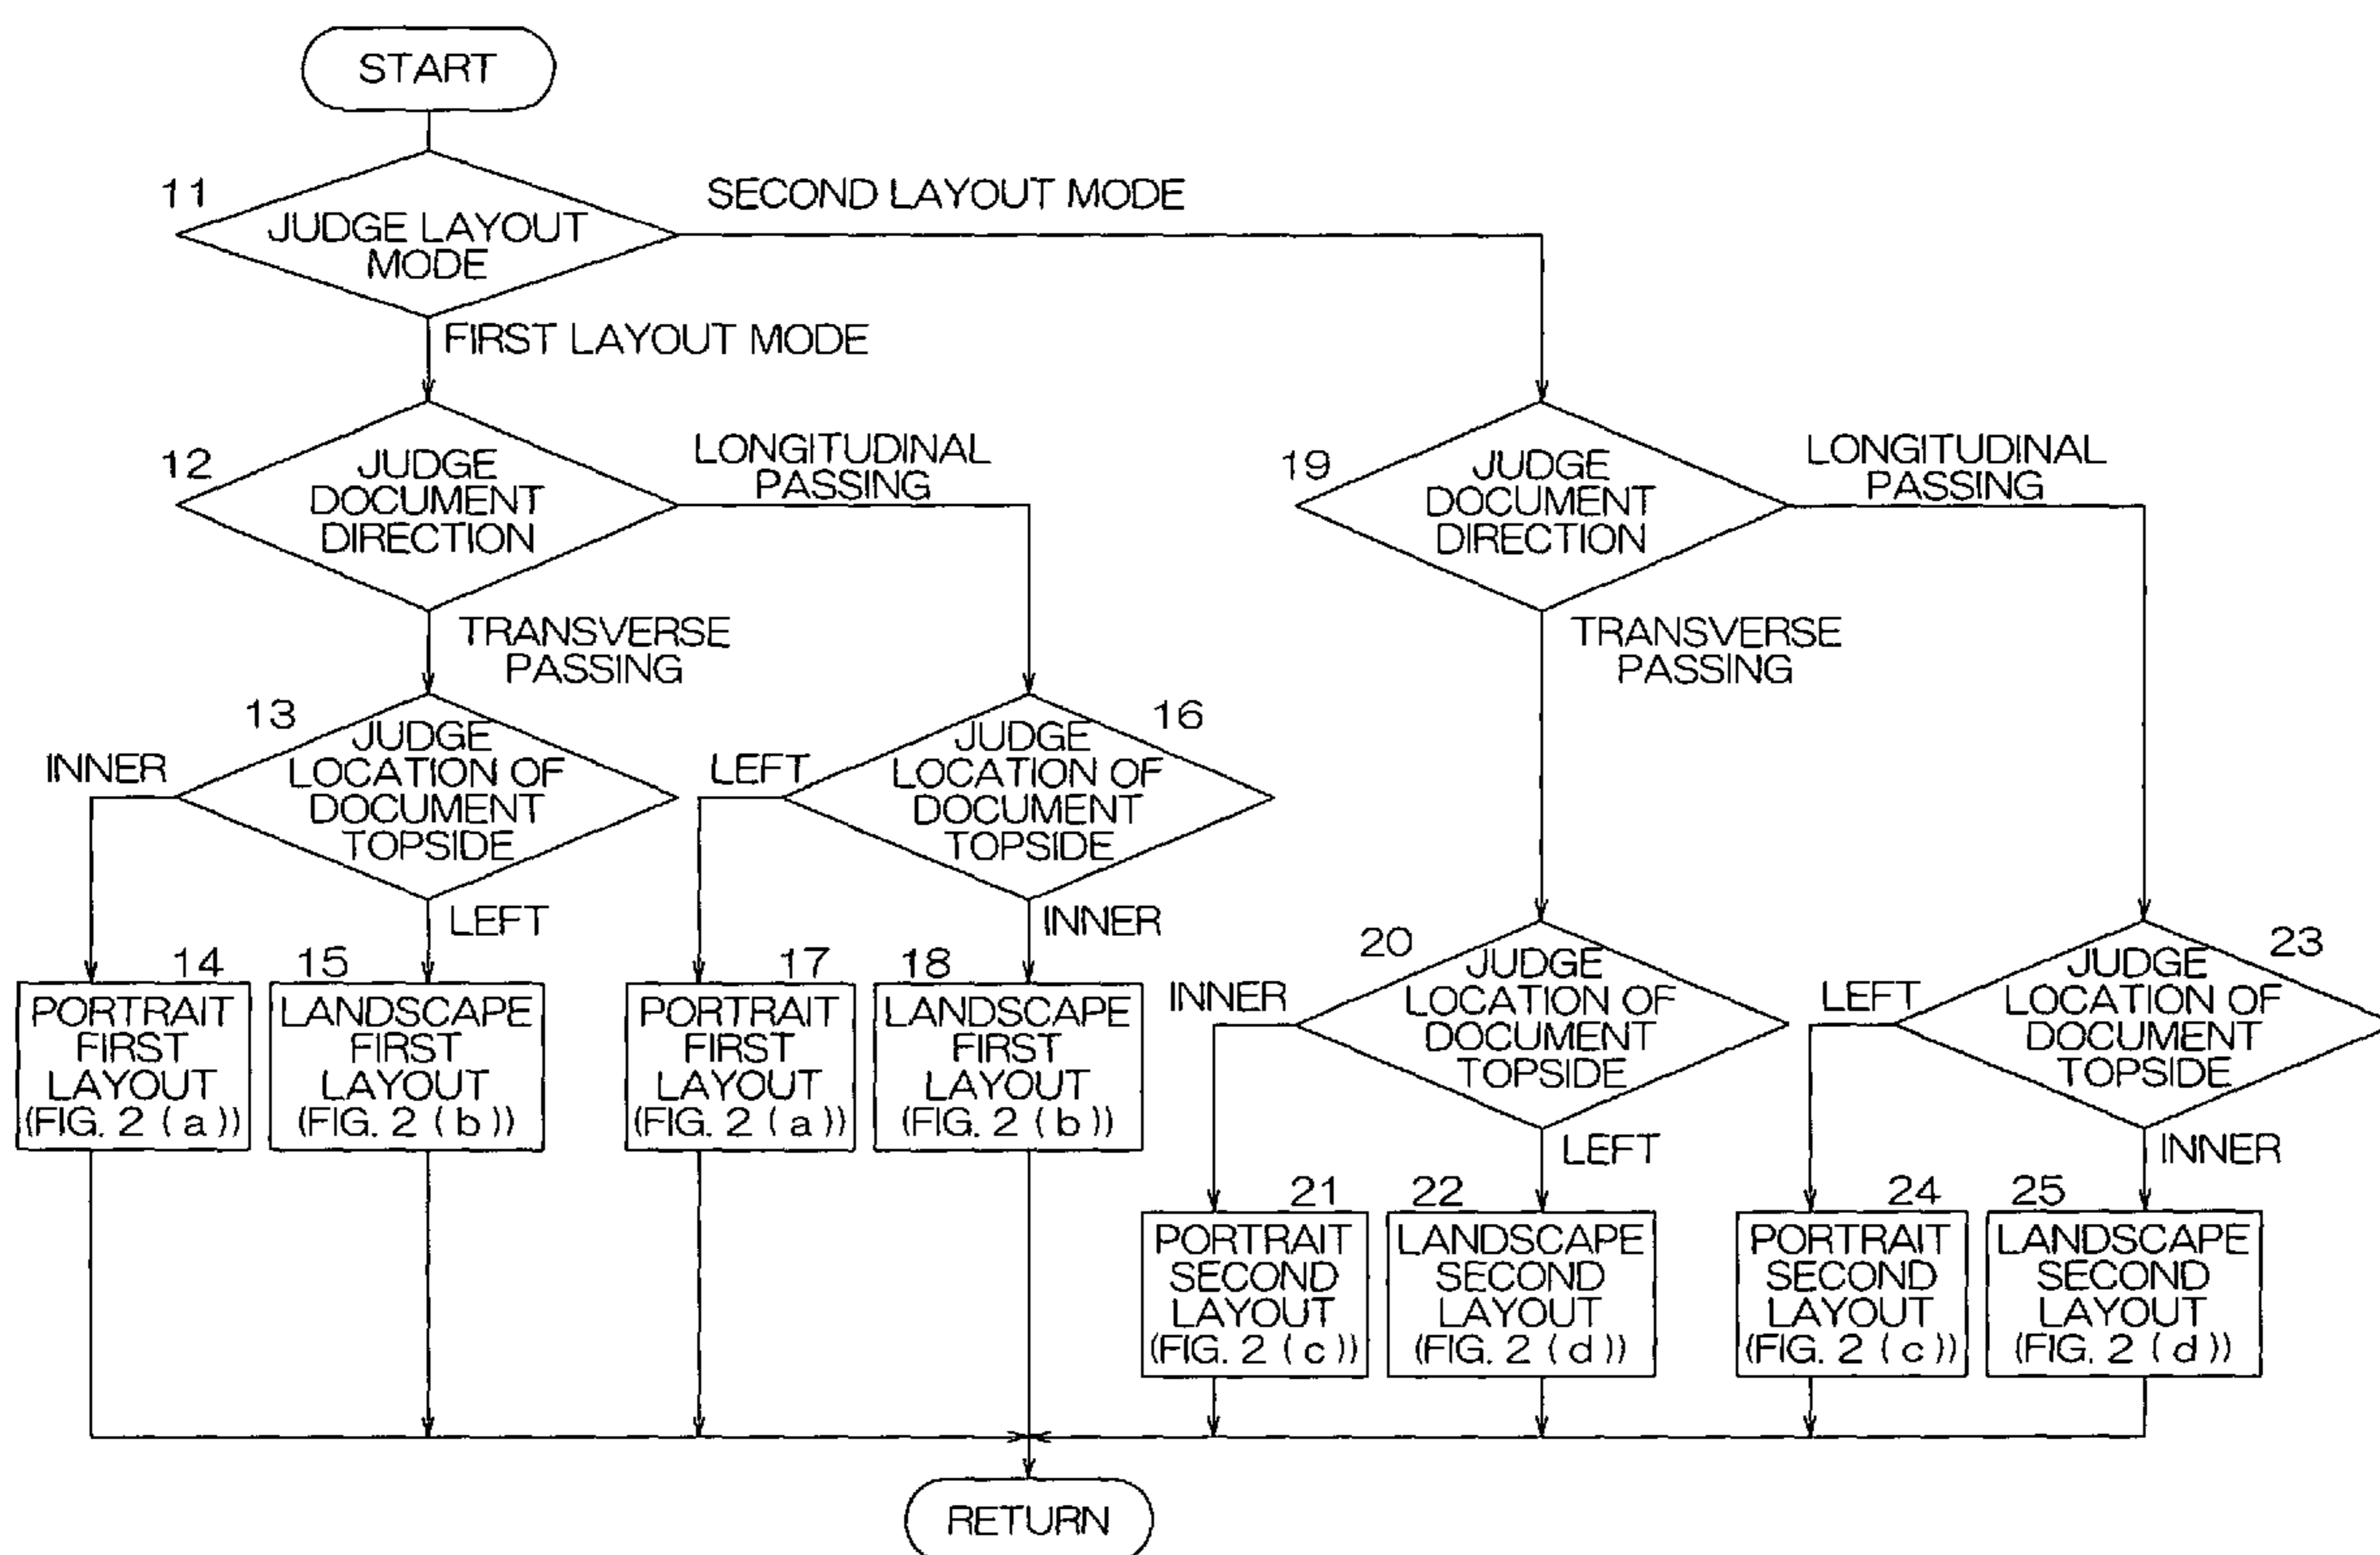 START
11
JUDGE LAYOUT
MODE
SECOND LAYOUT MODE
FIRST LAYOUT MODE
12
JUDGE
DOCUMENT
DIRECTION
LONGITUDINAL
PASSING
TRANSVERSE
PASSING
19
JUDGE
DOCUMENT
DIRECTION
LONGITUDINAL
PASSING
TRANSVERSE
PASSING
13
JUDGE
LOCATION OF
DOCUMENT
TOPSIDE
INNER
LEFT
16
JUDGE
LOCATION OF
DOCUMENT
TOPSIDE
LEFT
INNER
14
PORTRAIT
FIRST
LAYOUT
(FIG. 2 (a))
15
LANDSCAPE
FIRST
LAYOUT
(FIG. 2 (b))
17
PORTRAIT
FIRST
LAYOUT
(FIG. 2 (a))
18
LANDSCAPE
FIRST
LAYOUT
(FIG. 2 (b))
20
JUDGE
LOCATION OF
DOCUMENT
TOPSIDE
INNER
LEFT
23
JUDGE
LOCATION OF
DOCUMENT
TOPSIDE
LEFT
INNER
21
PORTRAIT
SECOND
LAYOUT
(FIG. 2 (c))
22
LANDSCAPE
SECOND
LAYOUT
(FIG. 2 (d))
24
PORTRAIT
SECOND
LAYOUT
(FIG. 2 (c))
25
LANDSCAPE
SECOND
LAYOUT
(FIG. 2 (d))
RETURN